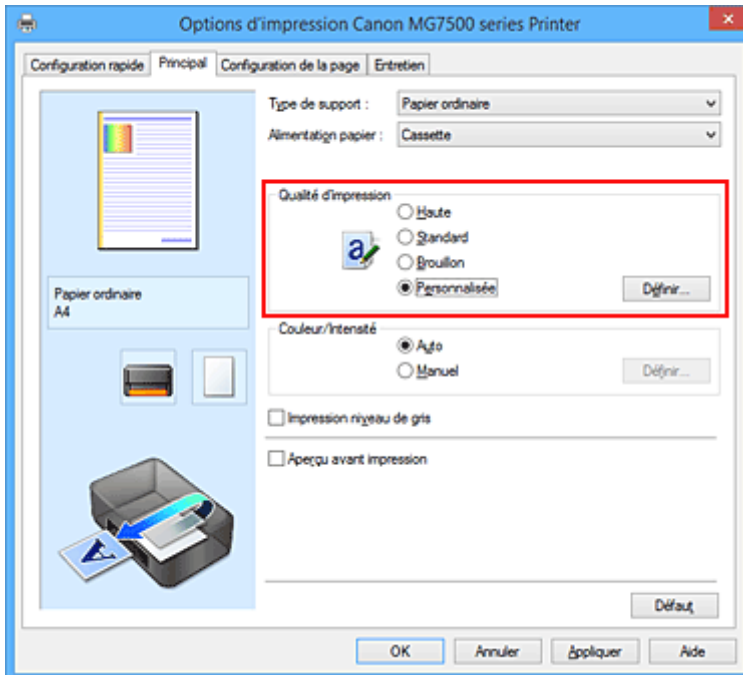 Options d'impression Canon MG7500 series Printer
Configuration rapide Principal Configuration de la page Entretien
Type de support : Papier ordinaire
Alimentation papier : Cassette
Qualité d'impression
Haute
Standard
Brouillon
Personnalisée Définir...
Papier ordinaire
A4
Couleur/Intensité
Auto
Manuel Définir...
Impression niveau de gris
Aperçu avant impression
Défaut
OK Annuler Appliquer Aide